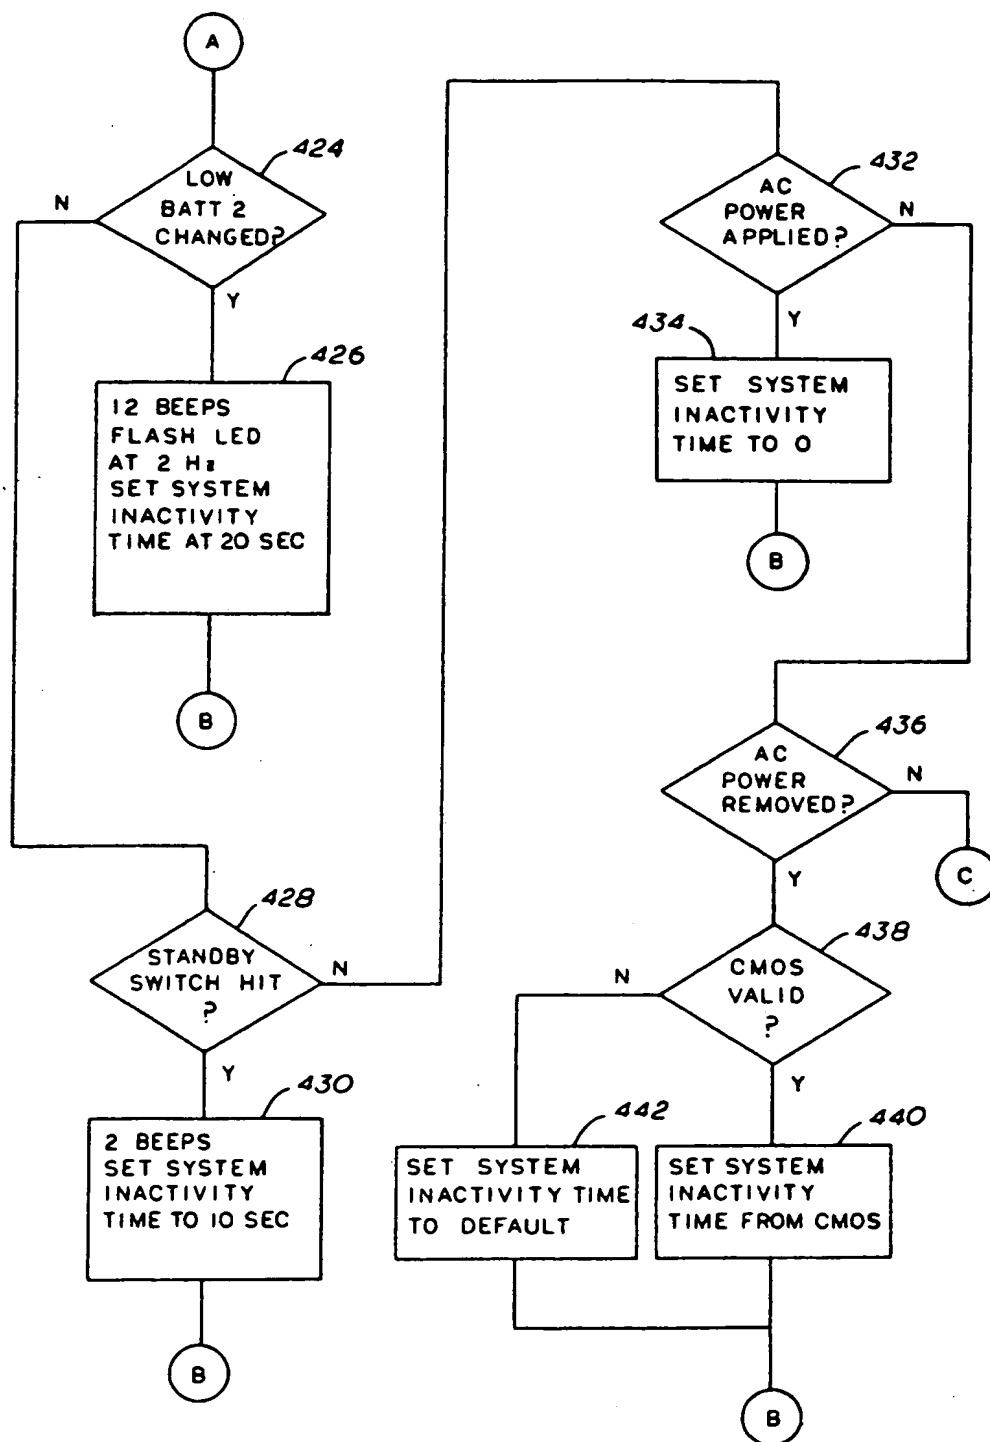 A
424
LOW
BATT 2
CHANGED?
N
Y
426
12 BEEPS
FLASH LED
AT 2 Hz
SET SYSTEM
INACTIVITY
TIME AT 20 SEC
B
428
STANDBY
SWITCH HIT
?
N
Y
430
2 BEEPS
SET SYSTEM
INACTIVITY
TIME TO 10 SEC
B
432
AC
POWER
APPLIED?
N
Y
434
SET SYSTEM
INACTIVITY
TIME TO 0
B
436
AC
POWER
REMOVED?
N
C
Y
438
CMOS
VALID
?
N
Y
442
SET SYSTEM
INACTIVITY TIME
TO DEFAULT
440
SET SYSTEM
INACTIVITY
TIME FROM CMOS
B